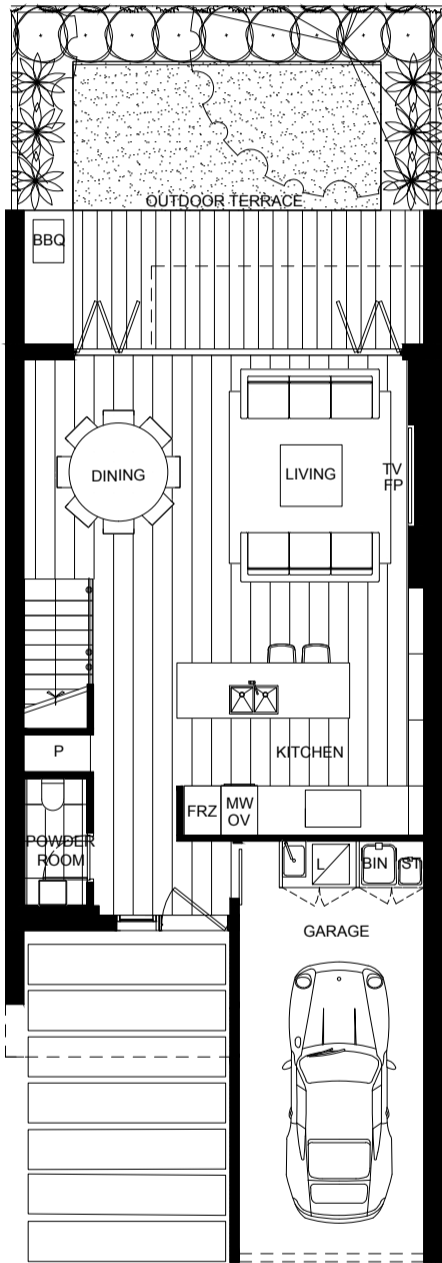 OUTDOOR TERRACE
BBQ
DINING
LIVING
TV
FP
KITCHEN
P
FRZ
MW
OV
POWDER
ROOM
L
BIN
ST
GARAGE